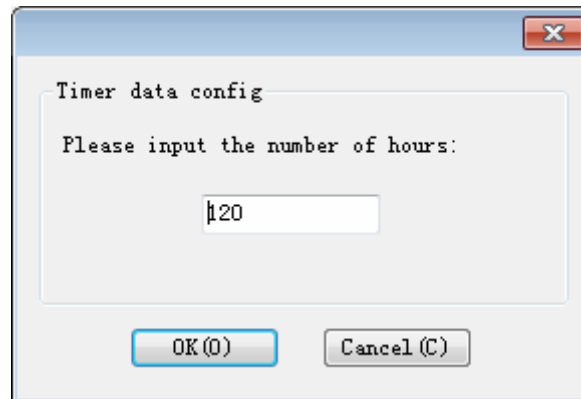 Timer data config
Please input the number of hours:
120
OK(O)
Cancel(C)